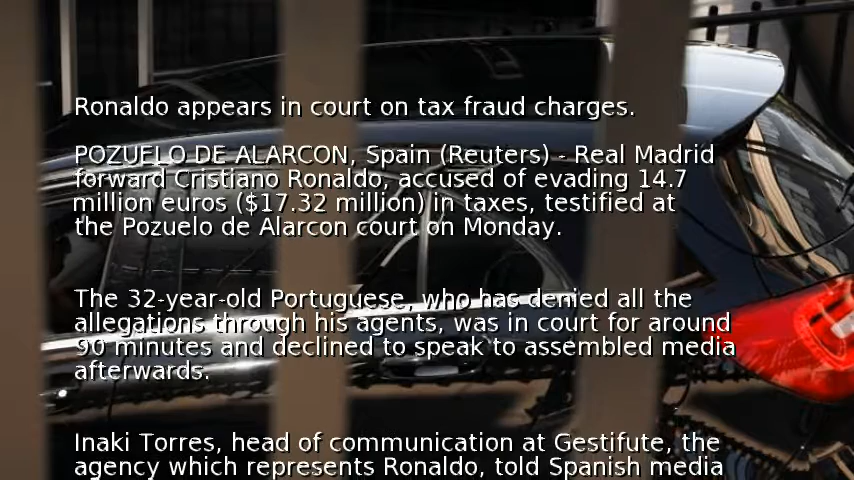 Ronaldo appears in court on tax fraud charges.
POZUELO DE ALARCON, Spain (Reuters) - Real Madrid
forward Cristiano Ronaldo, accused of evading 14.7
million euros ($17.32 million) in taxes, testified at
the Pozuelo de Alarcon court on Monday.
The 32-year-old Portuguese, who has denied all the
allegations through his agents, was in court for around
90 minutes and declined to speak to assembled media
afterwards.
Inaki Torres, head of communication at Gestifute, the
agency which represents Ronaldo, told Spanish media